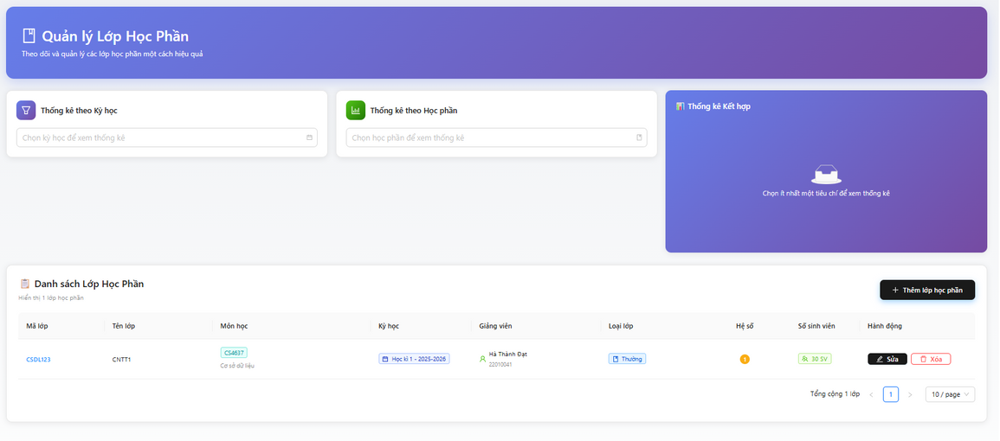 Quản lý Lớp Học Phần
Theo dõi và quản lý các lớp học phần một cách hiệu quả
Thống kê theo Kỳ học
Chọn kỳ học để xem thống kê
Thống kê theo Học phần
Chọn học phần để xem thống kê
Thống kê Kết hợp
Chọn ít nhất một tiêu chí để xem thống kê
Danh sách Lớp Học Phần
Hiển thị 1 lớp học phần
+ Thêm lớp học phần
Mã lớp Tên lớp Môn học Kỳ học Giảng viên Loại lớp Hệ số Số sinh viên Hành động
CSDL123 CNTT1 CS4637 Học kì 1 - 2025-2026 Hà Thành Đạt Thường 1 30 SV Sửa Xóa
Cơ sở dữ liệu 22010041
Tổng cộng 1 lớp < 1 > 10 / page